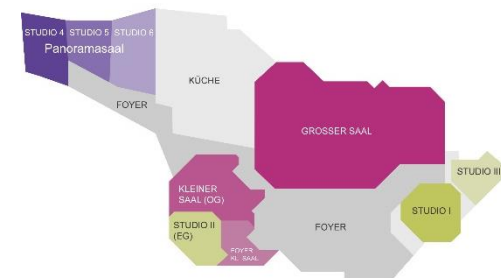 STUDIO 4
STUDIO 5
STUDIO 6
Panoramasaal
KÜCHE
FOYER
GROSSER SAAL
STUDIO III
KLEINER
SAAL (OG)
STUDIO I
STUDIO II
(EG)
FOYER
FOYER
KL. SAAL